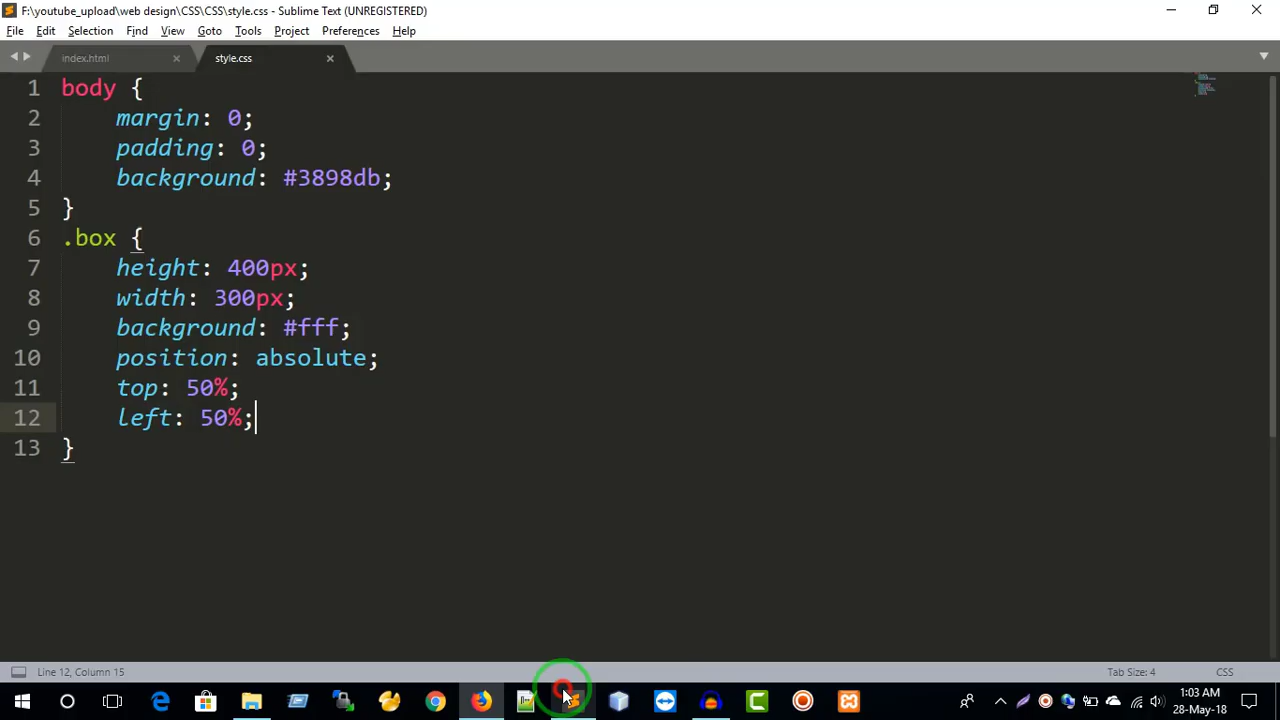 F:\youtube_upload\web design\CSS\CSS\style.css - Sublime Text (UNREGISTERED)
File Edit Selection Find View Goto Tools Project Preferences Help
index.html style.css
1 body {
2 margin: 0;
3 padding: 0;
4 background: #3898db;
5 }
6 .box {
7 height: 400px;
8 width: 300px;
9 background: #fff;
10 position: absolute;
11 top: 50%;
12 left: 50%;
13 }
Line 12, Column 15 Tab Size: 4 CSS
1:03 AM
28-May-18